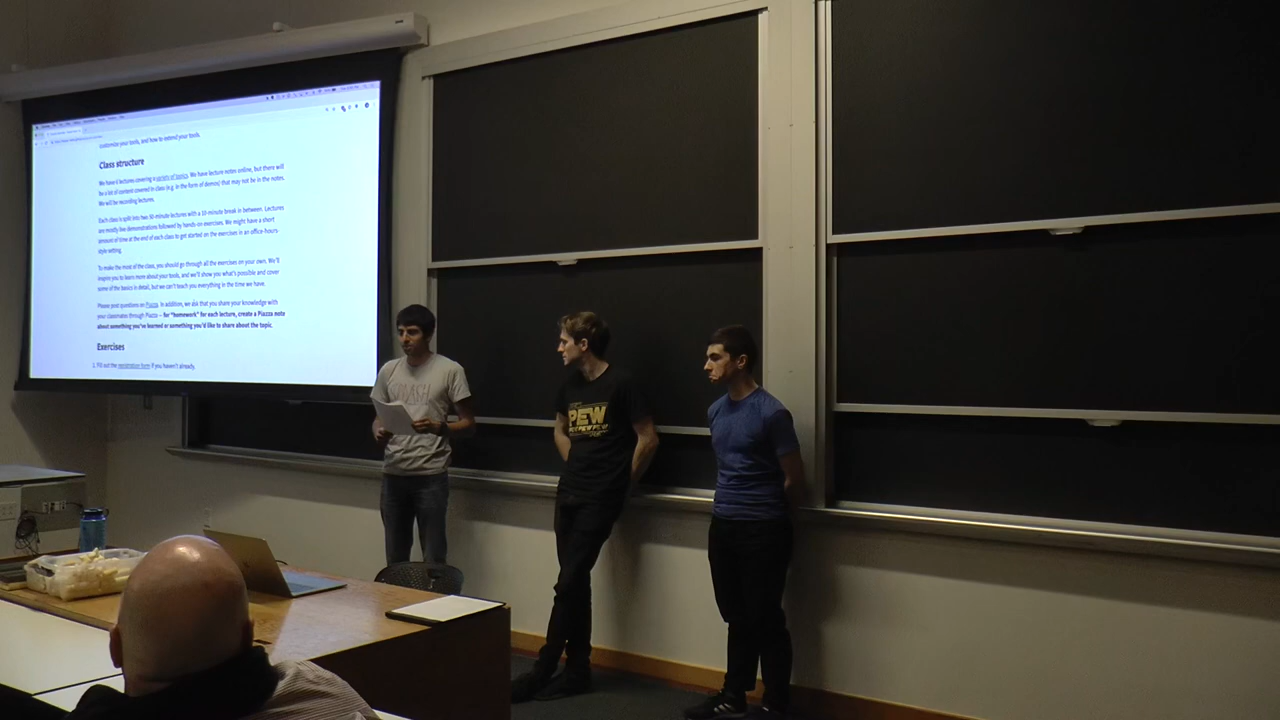 customize your tools, and how to extend your tools.
Class structure
We have 6 lectures covering a variety of topics. We have lecture notes online, but there will
be a lot of content covered in class (e.g. in the form of demos) that may not be in the notes.
We will be recording lectures.
Each class is split into two 50-minute lectures with a 10-minute break in between. Lectures
are mostly live demonstrations followed by hands-on exercises. We might have a short
amount of time at the end of each class to get started on the exercises in an office-hours-
style setting.
To make the most of the class, you should go through all the exercises on your own. We'll
inspire you to learn more about your tools, and we'll show you what's possible and cover
some of the basics in detail, but we can't teach you everything in the time we have.
Please post questions on Piazza. In addition, we ask that you share your knowledge with
your classmates through Piazza – for "homework" for each lecture, create a Piazza note
about something you've learned or something you'd like to share about the topic.
Exercises
1. Fill out the registration form if you haven't already.
SPLASH
PEW